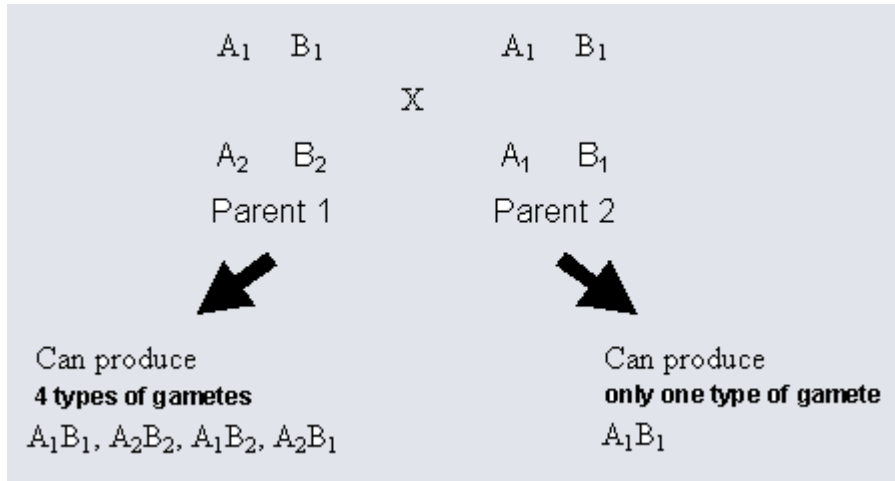 A₁ B₁ A₁ B₁
X
A₂ B₂ A₁ B₁
Parent 1 Parent 2
Can produce
4 types of gametes
A₁B₁, A₂B₂, A₁B₂, A₂B₁
Can produce
only one type of gamete
A₁B₁